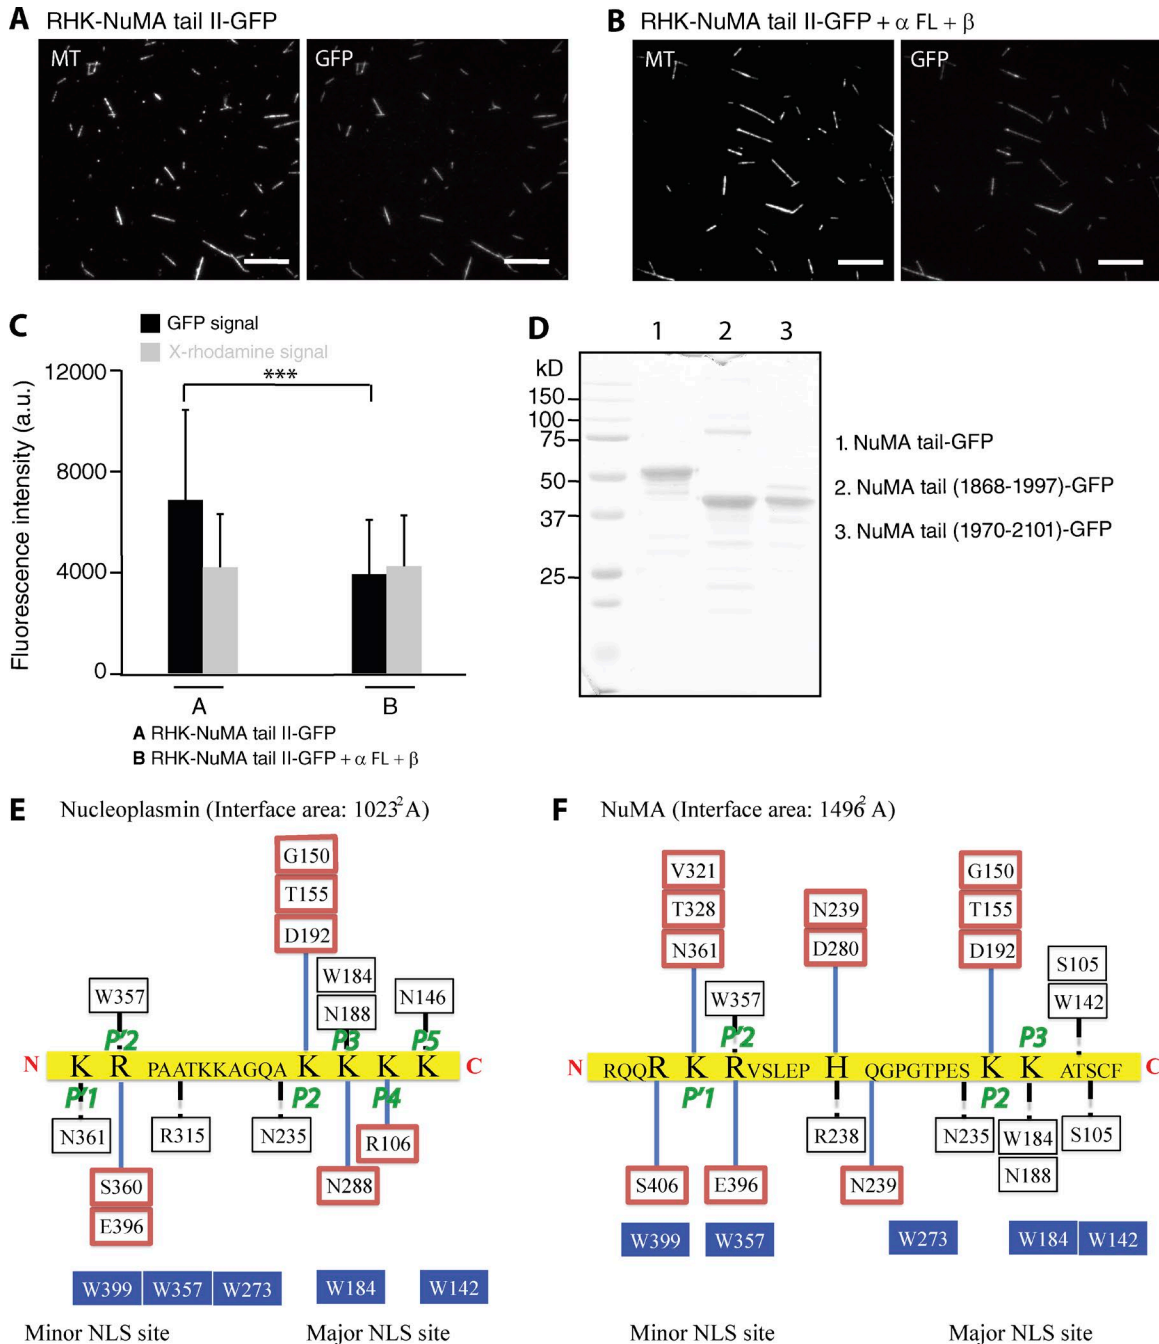 A RHK-NuMA tail II-GFP
MT
GFP
B RHK-NuMA tail II-GFP + α FL + β
MT
GFP
C
GFP signal
X-rhodamine signal
***
Fluorescence intensity (a.u.)
12000
8000
4000
0
A
B
A RHK-NuMA tail II-GFP
B RHK-NuMA tail II-GFP + α FL + β
D
1 2 3
kD
150
100
75
50
37
25
1. NuMA tail-GFP
2. NuMA tail (1868-1997)-GFP
3. NuMA tail (1970-2101)-GFP
E Nucleoplasmin (Interface area: 1023² A)
G150
T155
D192
W184
W357
N188
N146
P'2 P3 P5
N K R PAATKKAGQA K K K K C
P'1 P2 P4
N361
R315
N235
R106
S360
N288
E396
W399 W357 W273 W184 W142
Minor NLS site Major NLS site
F NuMA (Interface area: 1496² A)
V321
T328
N361
N239
D280
G150
T155
D192
S105
W142
W357
P'2 P3
N RQQR K RVSLEP H QGPGTPES K K ATSCF C
P'1 P2
R238
N235
W184
N188
S105
S406
E396
N239
W399 W357 W273 W184 W142
Minor NLS site Major NLS site